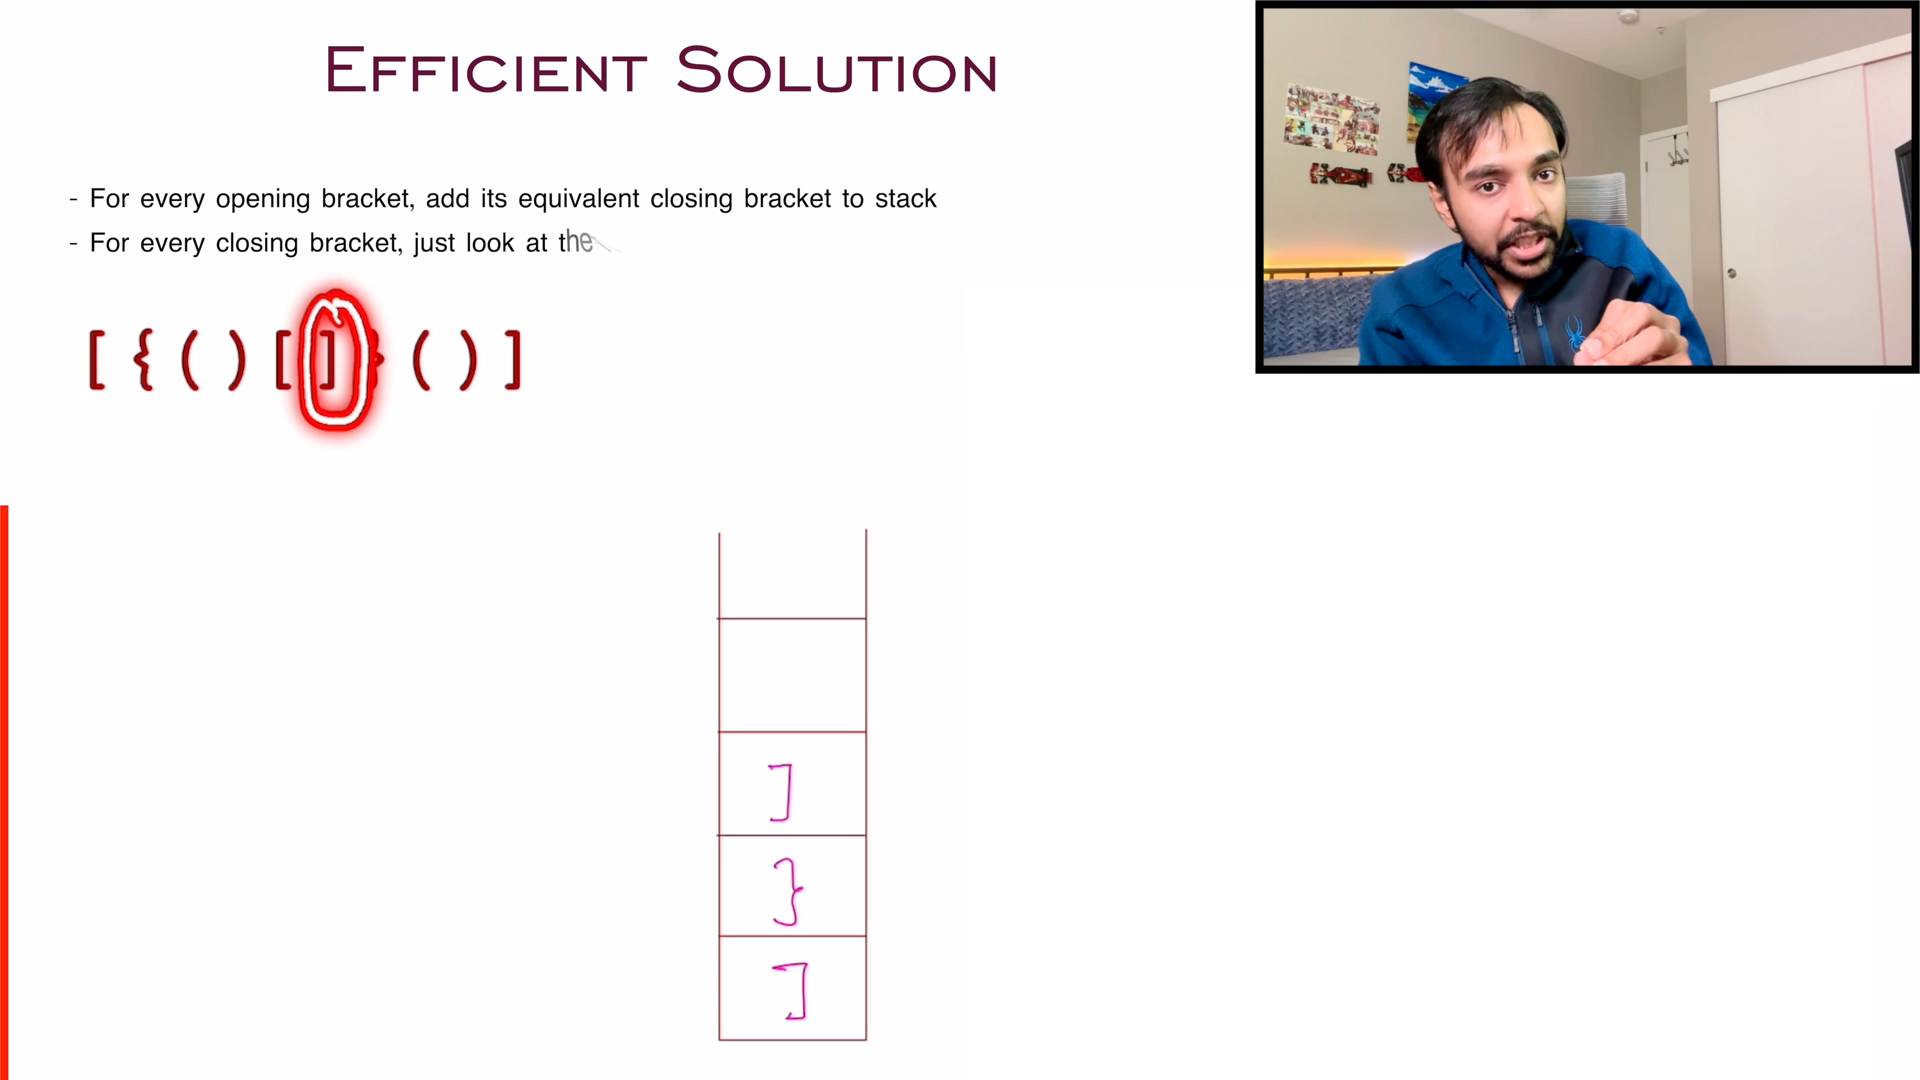 EFFICIENT SOLUTION
- For every opening bracket, add its equivalent closing bracket to stack
- For every closing bracket, just look at the
[ { ( ) [ ] } ( ) ]
]
}
]